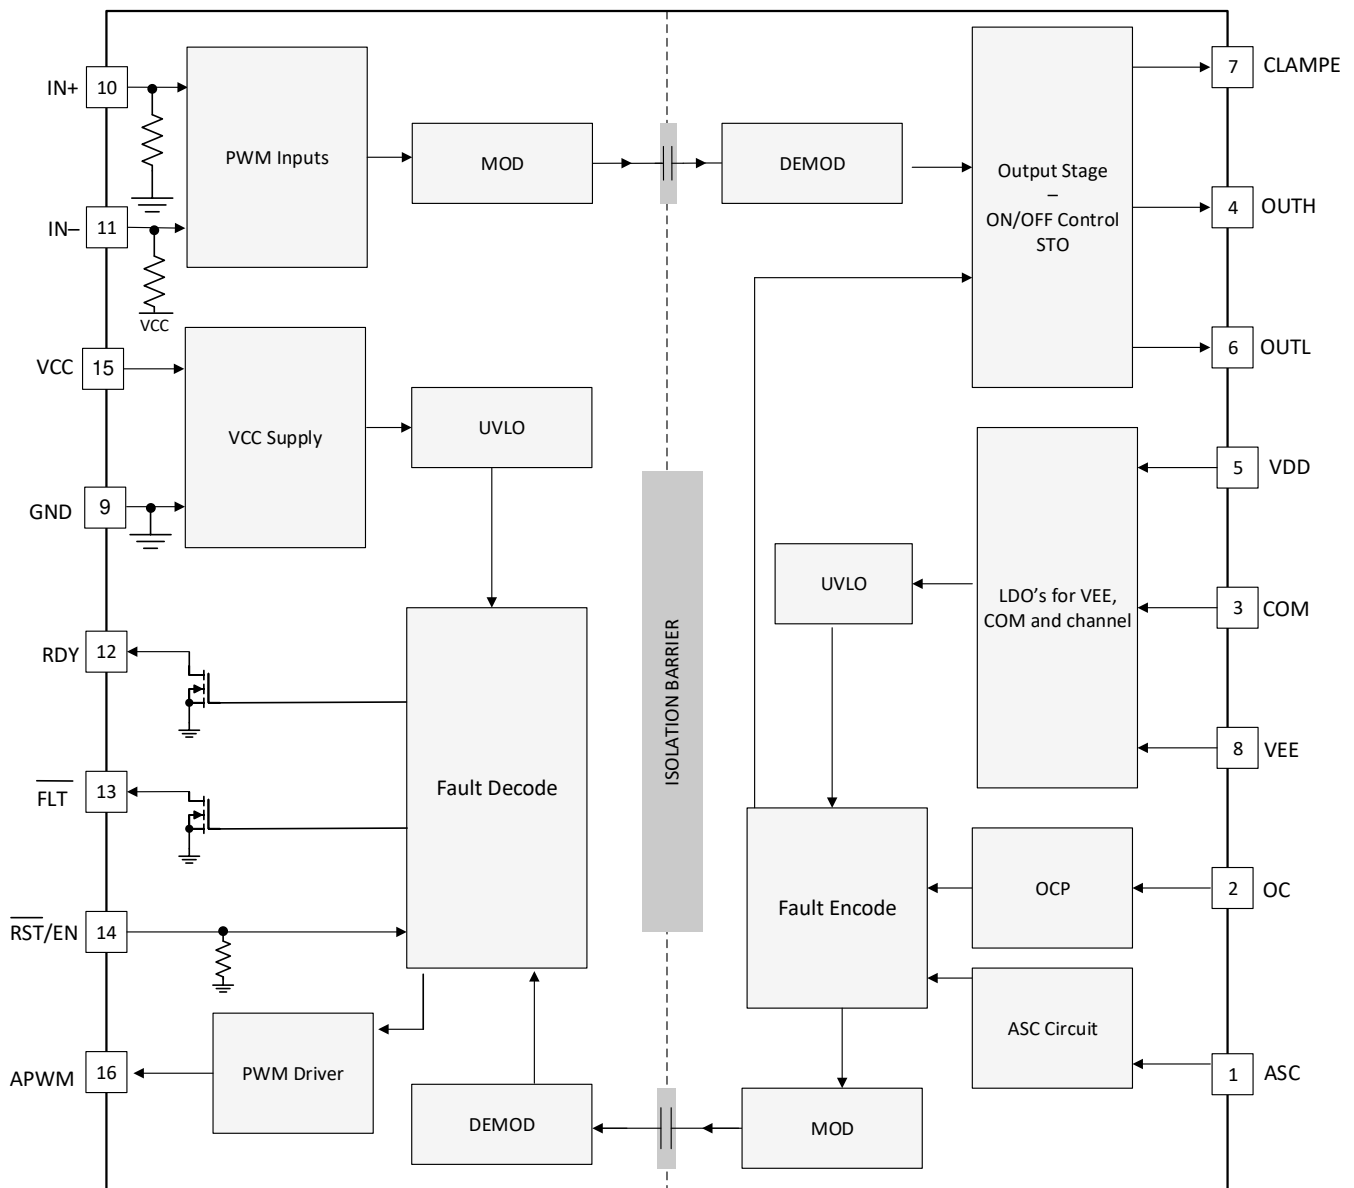 IN+
10
PWM Inputs
MOD
DEMOD
Output Stage
–
ON/OFF Control
STO
7
CLAMPE
4
OUTH
6
OUTL
IN–
11
VCC
VCC
15
VCC Supply
UVLO
GND
9
5
VDD
3
COM
8
VEE
LDO's for VEE,
COM and channel
UVLO
ISOLATION BARRIER
RDY
12
FLT
13
Fault Decode
RST/EN
14
Fault Encode
OCP
2
OC
ASC Circuit
1
ASC
APWM
16
PWM Driver
DEMOD
MOD